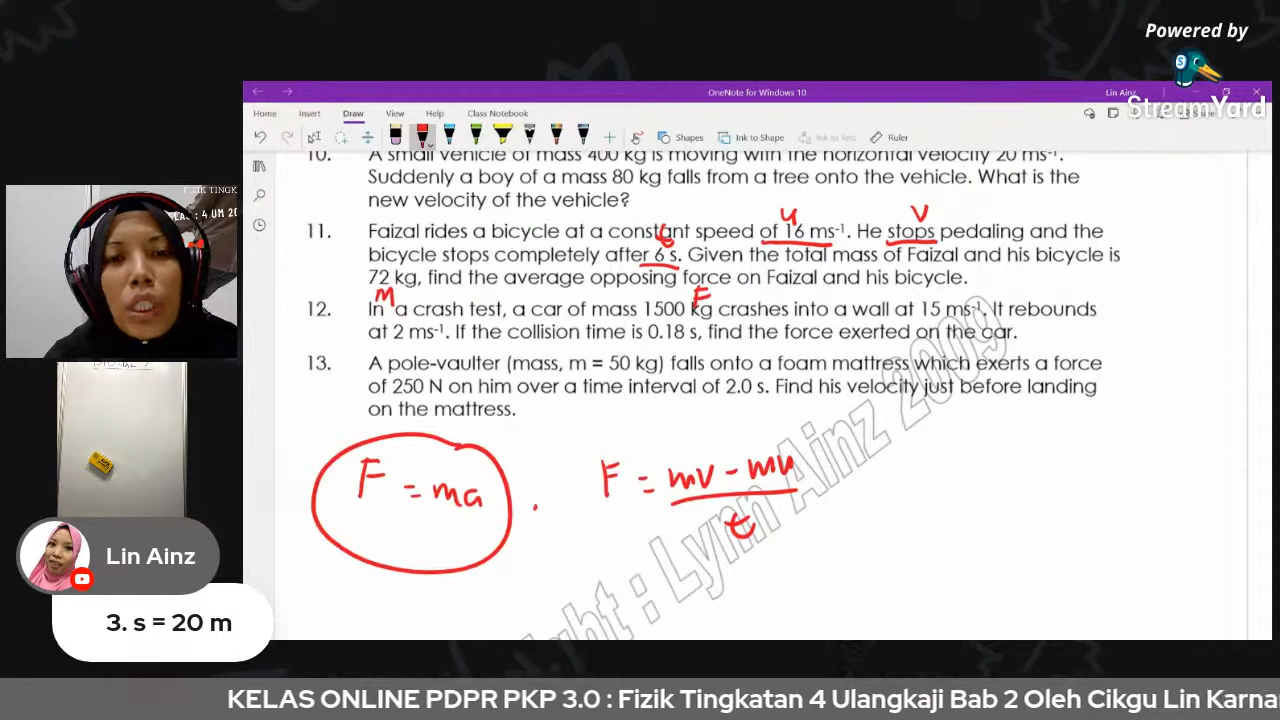 Powered by
StreamYard
OneNote for Windows 10
Lin Ainz
Home Insert Draw View Help Class Notebook
Shapes Ink to Shape Ink to Text Ruler
10. A small vehicle of mass 400 kg is moving with the horizontal velocity 20 ms-1.
Suddenly a boy of a mass 80 kg falls from a tree onto the vehicle. What is the
new velocity of the vehicle?
u v
11. Faizal rides a bicycle at a constant speed of 16 ms-1. He stops pedaling and the
t
bicycle stops completely after 6 s. Given the total mass of Faizal and his bicycle is
72 kg, find the average opposing force on Faizal and his bicycle.
m F
12. In a crash test, a car of mass 1500 kg crashes into a wall at 15 ms-1. It rebounds
at 2 ms-1. If the collision time is 0.18 s, find the force exerted on the car.
13. A pole-vaulter (mass, m = 50 kg) falls onto a foam mattress which exerts a force
of 250 N on him over a time interval of 2.0 s. Find his velocity just before landing
on the mattress.
F = ma . F = mv - mu
t
: Lynn Ainz 2009
FIZIK TINGK
Lin Ainz
3. s = 20 m
KELAS ONLINE PDPR PKP 3.0 : Fizik Tingkatan 4 Ulangkaji Bab 2 Oleh Cikgu Lin Karna